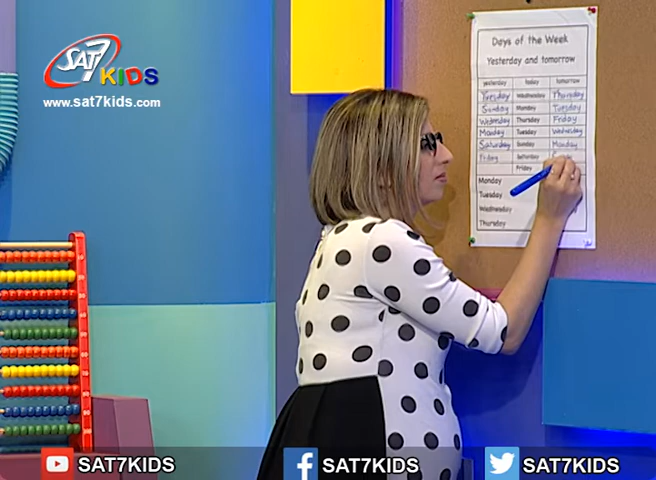 SAT7
KIDS
www.sat7kids.com
Days of the Week
Yesterday and tomorrow
yesterday today tomorrow
Tuesday Wednesday Thursday
Sunday Monday Tuesday
Wednesday Thursday Friday
Monday Tuesday Wednesday
Saturday Sunday Monday
Friday Saturday
Friday
Monday
Tuesday
Wednesday
Thursday
SAT7KIDS SAT7KIDS SAT7KIDS